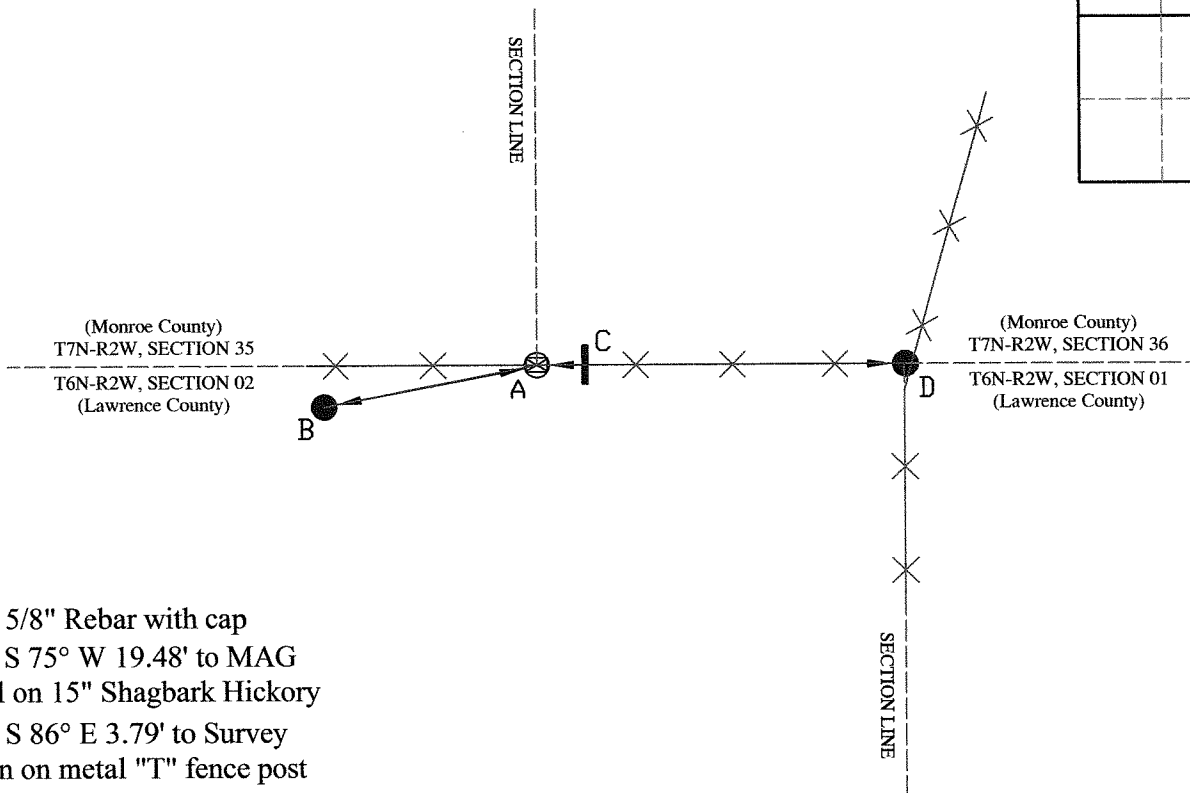 SECTION LINE
(Monroe County)
T7N-R2W, SECTION 35
T6N-R2W, SECTION 02
(Lawrence County)
A
B
C
D
(Monroe County)
T7N-R2W, SECTION 36
T6N-R2W, SECTION 01
(Lawrence County)
SECTION LINE
5/8" Rebar with cap
S 75° W 19.48' to MAG
on 15" Shagbark Hickory
S 86° E 3.79' to Survey
on metal "T" fence post